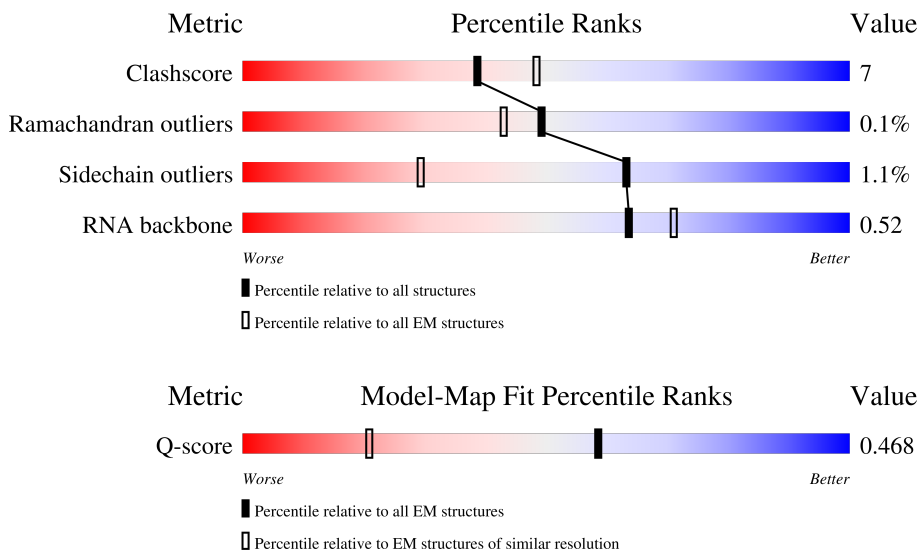 Metric Percentile Ranks Value
Clashscore 7
Ramachandran outliers 0.1%
Sidechain outliers 1.1%
RNA backbone 0.52
Worse Better
Percentile relative to all structures
Percentile relative to all EM structures
Metric Model-Map Fit Percentile Ranks Value
Q-score 0.468
Worse Better
Percentile relative to all EM structures
Percentile relative to EM structures of similar resolution